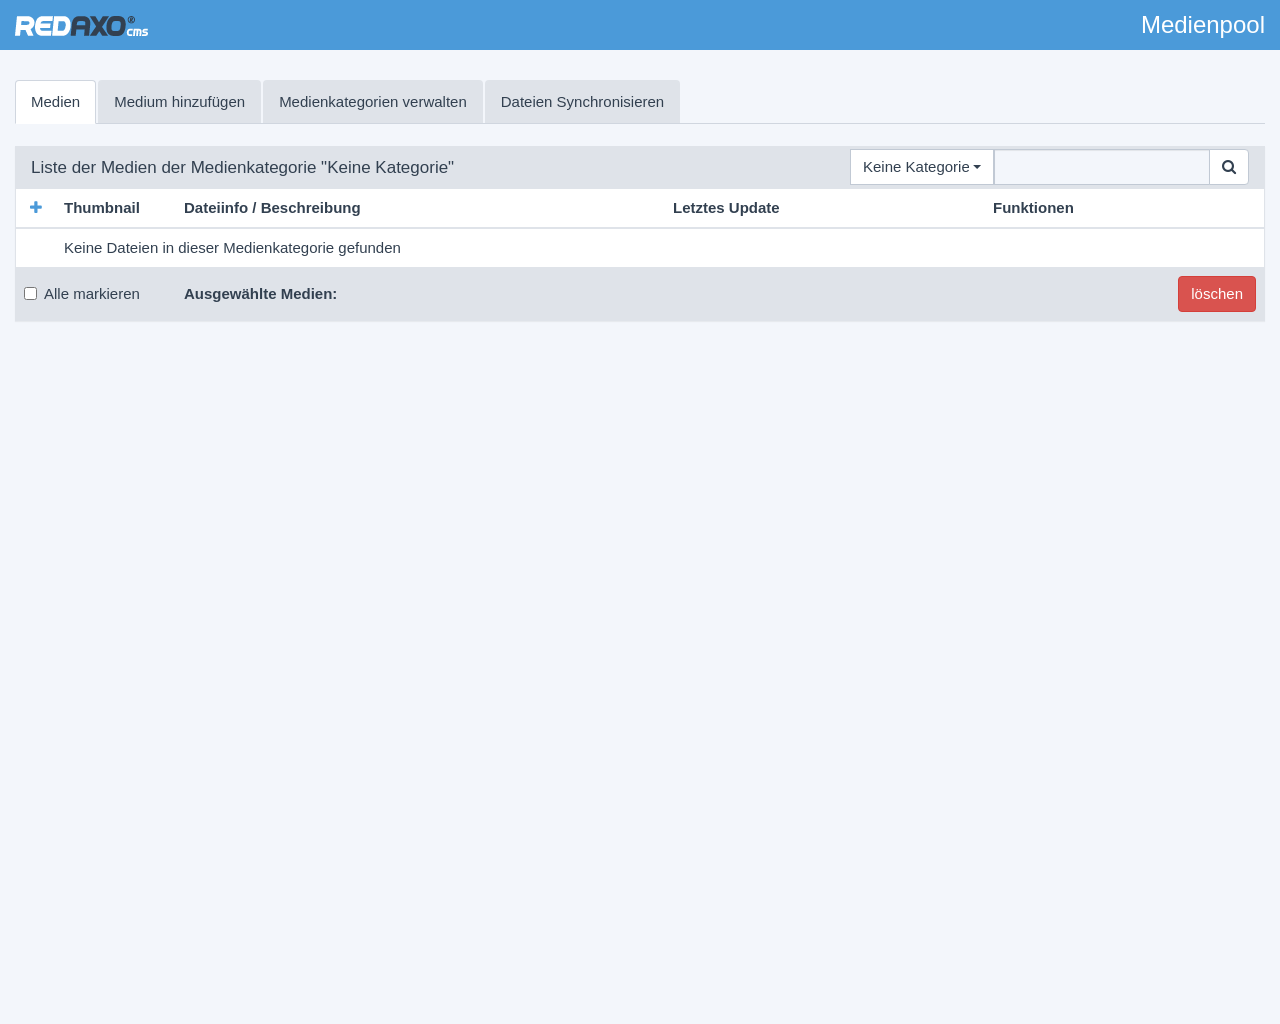 REDAXO® cms
Medienpool
Medien
Medium hinzufügen
Medienkategorien verwalten
Dateien Synchronisieren
Liste der Medien der Medienkategorie "Keine Kategorie"
Keine Kategorie
Thumbnail
Dateiinfo / Beschreibung
Letztes Update
Funktionen
Keine Dateien in dieser Medienkategorie gefunden
Alle markieren
Ausgewählte Medien:
löschen